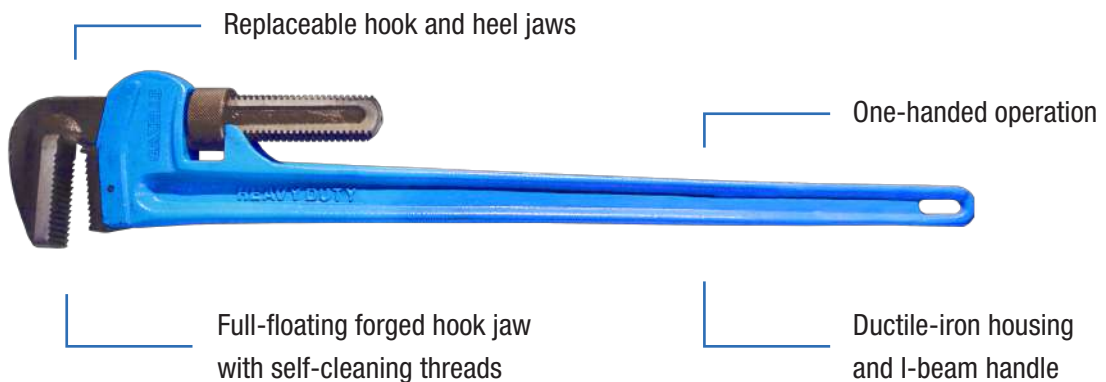 Replaceable hook and heel jaws
One-handed operation
HEAVY DUTY
Full-floating forged hook jaw
with self-cleaning threads
Ductile-iron housing
and I-beam handle